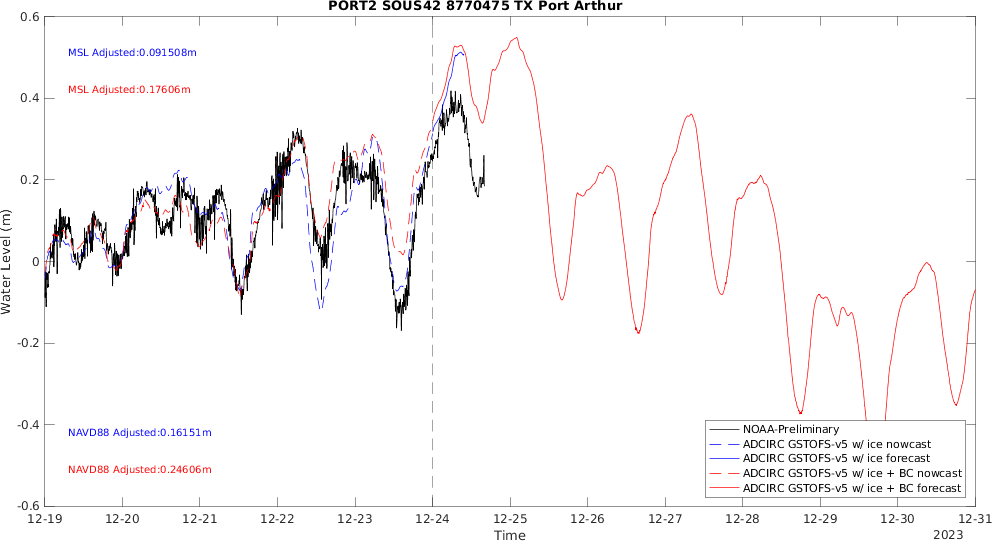 PORT2 SOUS42 8770475 TX Port Arthur
0.6
0.4
0.2
0
-0.2
-0.4
-0.6
Water Level (m)
MSL Adjusted:0.091508m
MSL Adjusted:0.17606m
NAVD88 Adjusted:0.16151m
NAVD88 Adjusted:0.24606m
NOAA-Preliminary
ADCIRC GSTOFS-v5 w/ ice nowcast
ADCIRC GSTOFS-v5 w/ ice forecast
ADCIRC GSTOFS-v5 w/ ice + BC nowcast
ADCIRC GSTOFS-v5 w/ ice + BC forecast
12-19 12-20 12-21 12-22 12-23 12-24 12-25 12-26 12-27 12-28 12-29 12-30 12-31
Time
2023